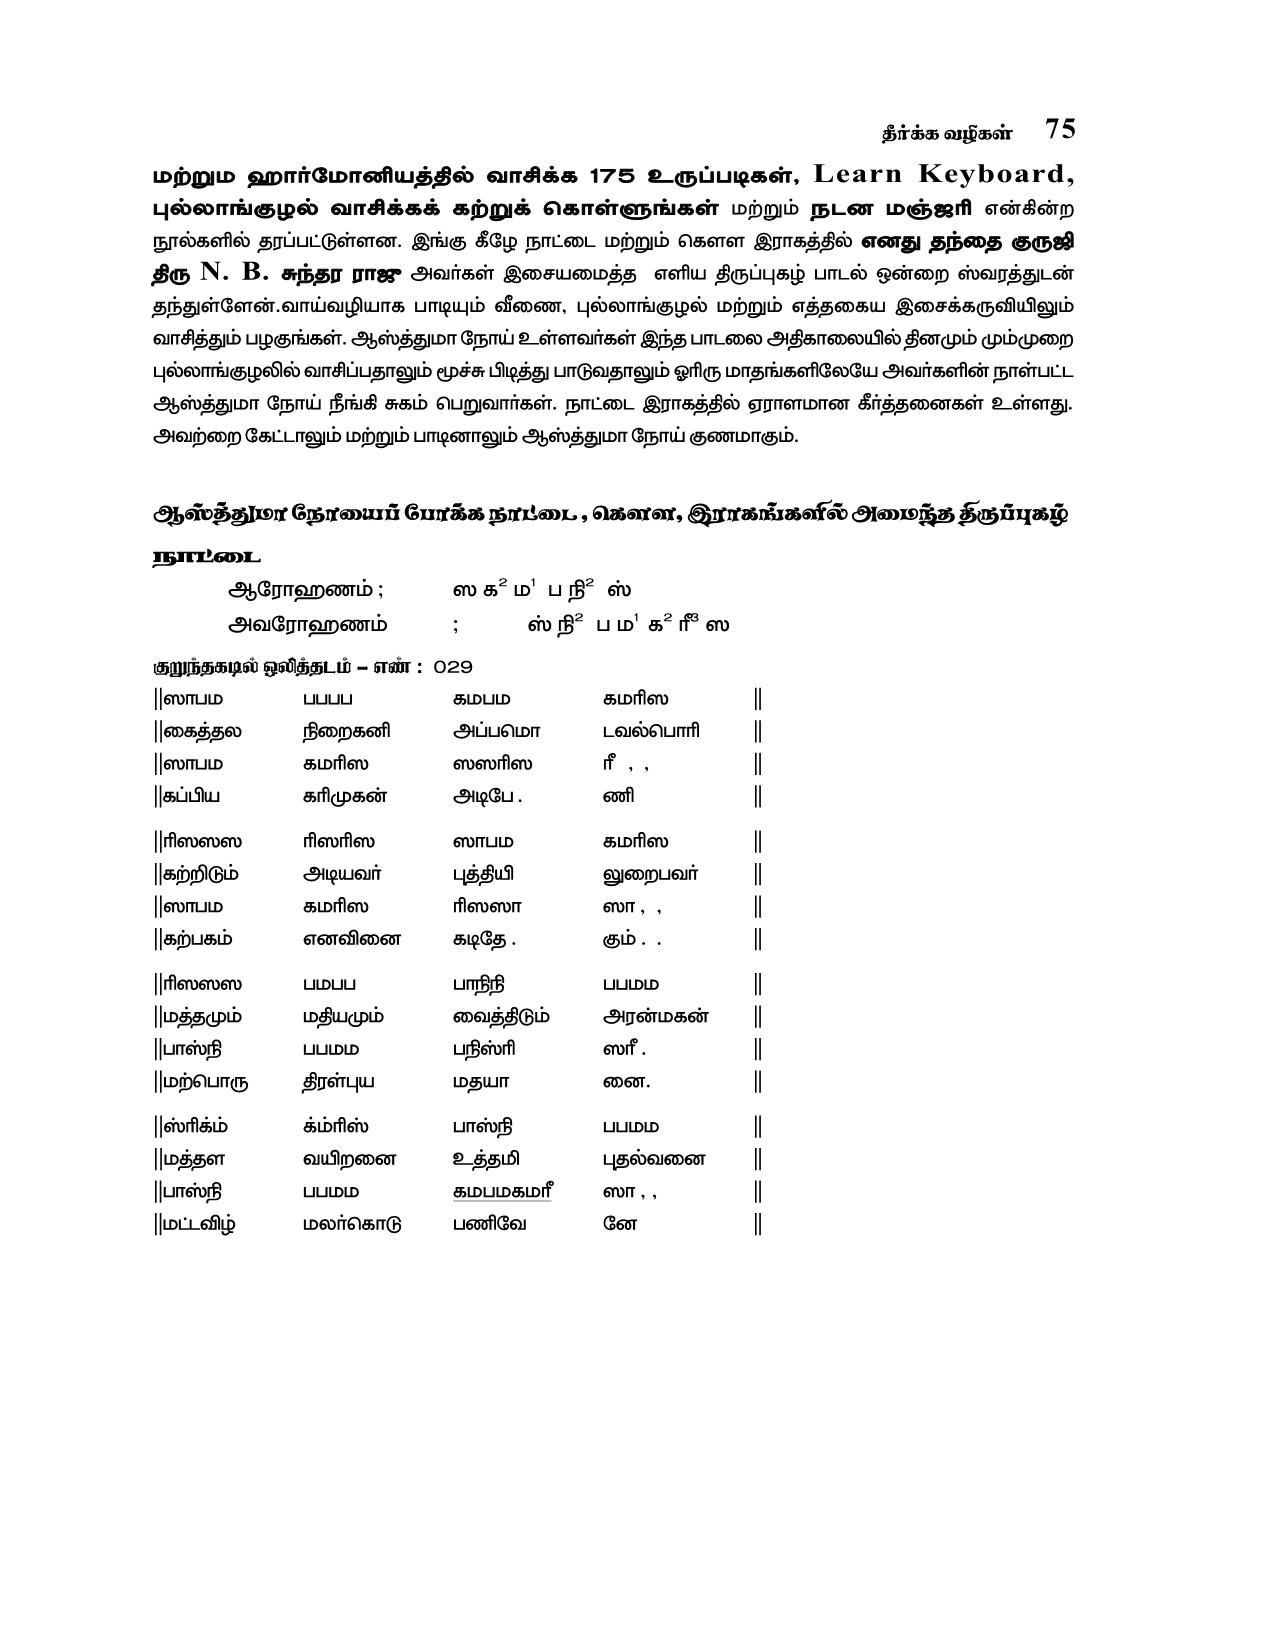 தீர்க்க வழிகள் 75
மற்றும ஹார்மோனியத்தில் வாசிக்க 175 உருப்படிகள், Learn Keyboard,
புல்லாங்குழல் வாசிக்கக் கற்றுக் கொள்ளுங்கள் மற்றும் நடன மஞ்ஜரி என்கின்ற
நூல்களில் தரப்பட்டுள்ளன. இங்கு கீழே நாட்டை மற்றும் கௌள இராகத்தில் எனது தந்தை குருஜி
திரு N. B. சுந்தர ராஜு அவர்கள் இசையமைத்த எளிய திருப்புகழ் பாடல் ஒன்றை ஸ்வரத்துடன்
தந்துள்ளேன்.வாய்வழியாக பாடியும் வீணை, புல்லாங்குழல் மற்றும் எத்தகைய இசைக்கருவியிலும்
வாசித்தும் பழகுங்கள். ஆஸ்த்துமா நோய் உள்ளவர்கள் இந்த பாடலை அதிகாலையில் தினமும் மும்முறை
புல்லாங்குழலில் வாசிப்பதாலும் மூச்சு பிடித்து பாடுவதாலும் ஓரிரு மாதங்களிலேயே அவர்களின் நாள்பட்ட
ஆஸ்த்துமா நோய் நீங்கி சுகம் பெறுவார்கள். நாட்டை இராகத்தில் ஏராளமான கீர்த்தனைகள் உள்ளது.
அவற்றை கேட்டாலும் மற்றும் பாடினாலும் ஆஸ்த்துமா நோய் குணமாகும்.
ஆஸ்த்துமா நோயைப் போக்க நாட்டை , கௌள, இராகங்களில் அமைந்த திருப்புகழ்
நாட்டை
ஆரோஹணம் ; ஸ க² ம¹ ப நி² ஸ்
அவரோஹணம் ; ஸ் நி² ப ம¹ க² ரீ³ ஸ
குறுந்தகடில் ஒலித்தடம் – எண் : 029
||ஸாபம பபபப கமபம கமரிஸ ||
||கைத்தல நிறைகனி அப்பமொ டவல்பொரி ||
||ஸாபம கமரிஸ ஸஸரிஸ ரீ , , ||
||கப்பிய கரிமுகன் அடிபே . ணி ||
||ரிஸஸஸ ரிஸரிஸ ஸாபம கமரிஸ ||
||கற்றிடும் அடியவர் புத்தியி லுறைபவர் ||
||ஸாபம கமரிஸ ரிஸஸா ஸா , , ||
||கற்பகம் எனவினை கடிதே . கும் . . ||
||ரிஸஸஸ பமபப பாநிநி பபமம ||
||மத்தமும் மதியமும் வைத்திடும் அரன்மகன் ||
||பாஸ்நி பபமம பநிஸ்ரி ஸரீ . ||
||மற்பொரு திரள்புய மதயா னை. ||
||ஸ்ரிக்ம் க்ம்ரிஸ் பாஸ்நி பபமம ||
||மத்தள வயிறனை உத்தமி புதல்வனை ||
||பாஸ்நி பபமம கமபமகமரீ ஸா , , ||
||மட்டவிழ் மலர்கொடு பணிவே னே ||